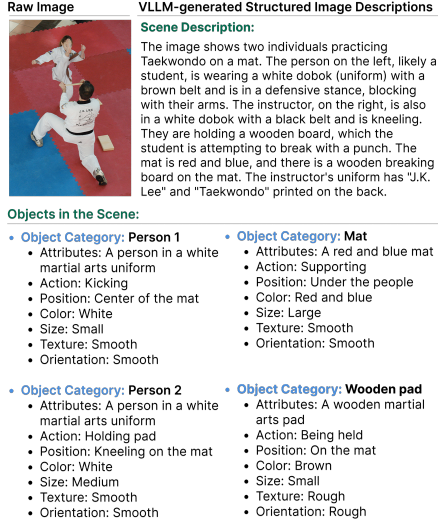 Raw Image
VLLM-generated Structured Image Descriptions
Scene Description:
The image shows two individuals practicing
Taekwondo on a mat. The person on the left, likely a
student, is wearing a white dobok (uniform) with a
brown belt and is in a defensive stance, blocking
with their arms. The instructor, on the right, is also
in a white dobok with a black belt and is kneeling.
They are holding a wooden board, which the
student is attempting to break with a punch. The
mat is red and blue, and there is a wooden breaking
board on the mat. The instructor's uniform has "J.K.
Lee" and "Taekwondo" printed on the back.
Objects in the Scene:
• Object Category: Person 1
• Attributes: A person in a white
martial arts uniform
• Action: Kicking
• Position: Center of the mat
• Color: White
• Size: Small
• Texture: Smooth
• Orientation: Smooth
• Object Category: Mat
• Attributes: A red and blue mat
• Action: Supporting
• Position: Under the people
• Color: Red and blue
• Size: Large
• Texture: Smooth
• Orientation: Smooth
• Object Category: Person 2
• Attributes: A person in a white
martial arts uniform
• Action: Holding pad
• Position: Kneeling on the mat
• Color: White
• Size: Medium
• Texture: Smooth
• Orientation: Smooth
• Object Category: Wooden pad
• Attributes: A wooden martial
arts pad
• Action: Being held
• Position: On the mat
• Color: Brown
• Size: Small
• Texture: Rough
• Orientation: Rough